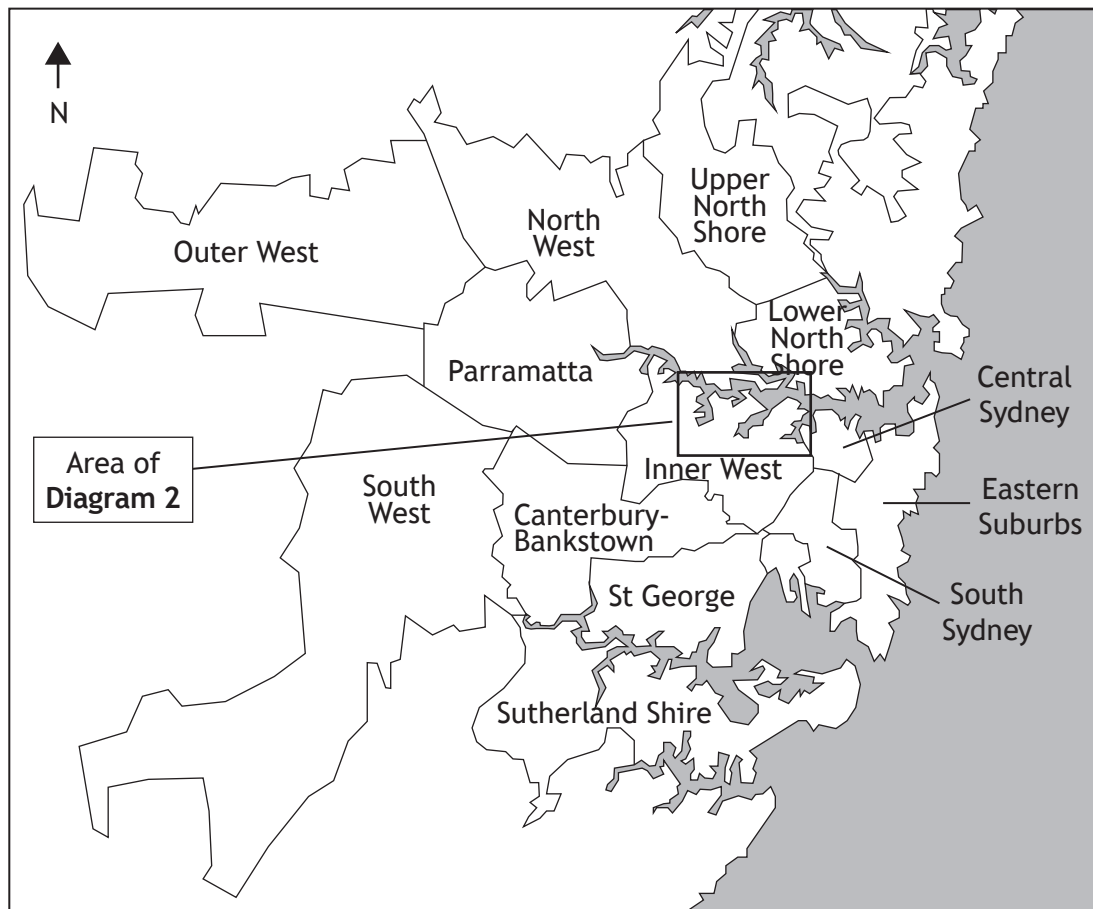 N
Upper
North
Shore
North
West
Outer West
Lower
North
Shore
Parramatta
Central
Sydney
Area of
Diagram 2
Inner West
South
West
Eastern
Suburbs
Canterbury-
Bankstown
St George
South
Sydney
Sutherland Shire